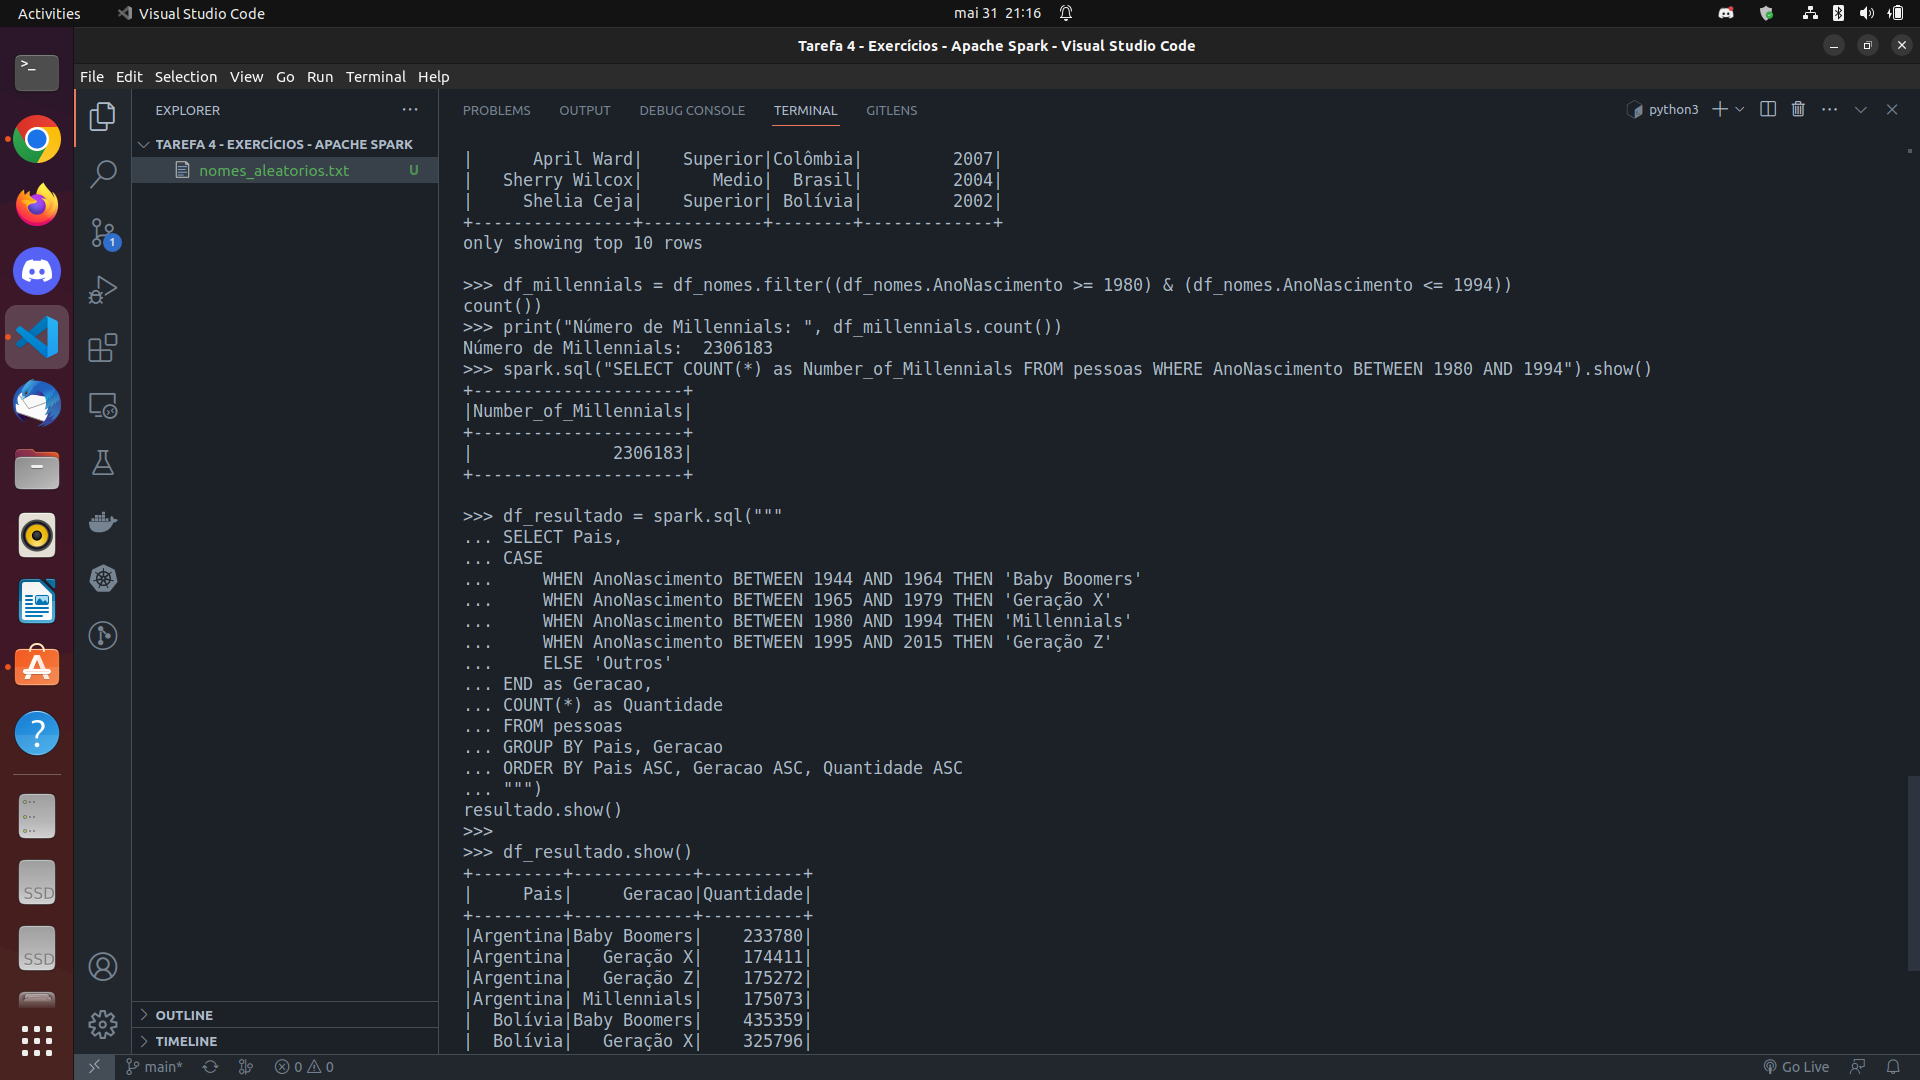 Activities
Visual Studio Code
mai 31 21:16
Tarefa 4 - Exercícios - Apache Spark - Visual Studio Code
File Edit Selection View Go Run Terminal Help
EXPLORER
TAREFA 4 - EXERCÍCIOS - APACHE SPARK
nomes_aleatorios.txt U
1
OUTLINE
TIMELINE
PROBLEMS OUTPUT DEBUG CONSOLE TERMINAL GITLENS
python3
|      April Ward|    Superior|Colômbia|         2007|
|   Sherry Wilcox|       Medio|  Brasil|         2004|
|     Shelia Ceja|    Superior| Bolívia|         2002|
+----------------+------------+--------+-------------+
only showing top 10 rows
>>> df_millennials = df_nomes.filter((df_nomes.AnoNascimento >= 1980) & (df_nomes.AnoNascimento <= 1994))
count())
>>> print("Número de Millennials: ", df_millennials.count())
Número de Millennials:  2306183
>>> spark.sql("SELECT COUNT(*) as Number_of_Millennials FROM pessoas WHERE AnoNascimento BETWEEN 1980 AND 1994").show()
+---------------------+
|Number_of_Millennials|
+---------------------+
|              2306183|
+---------------------+
>>> df_resultado = spark.sql("""
... SELECT Pais,
... CASE
...     WHEN AnoNascimento BETWEEN 1944 AND 1964 THEN 'Baby Boomers'
...     WHEN AnoNascimento BETWEEN 1965 AND 1979 THEN 'Geração X'
...     WHEN AnoNascimento BETWEEN 1980 AND 1994 THEN 'Millennials'
...     WHEN AnoNascimento BETWEEN 1995 AND 2015 THEN 'Geração Z'
...     ELSE 'Outros'
... END as Geracao,
... COUNT(*) as Quantidade
... FROM pessoas
... GROUP BY Pais, Geracao
... ORDER BY Pais ASC, Geracao ASC, Quantidade ASC
... """)
resultado.show()
>>>
>>> df_resultado.show()
+---------+------------+----------+
|     Pais|     Geracao|Quantidade|
+---------+------------+----------+
|Argentina|Baby Boomers|    233780|
|Argentina|   Geração X|    174411|
|Argentina|   Geração Z|    175272|
|Argentina| Millennials|    175073|
|  Bolívia|Baby Boomers|    435359|
|  Bolívia|   Geração X|    325796|
SSD
SSD
main* 0 0
Go Live